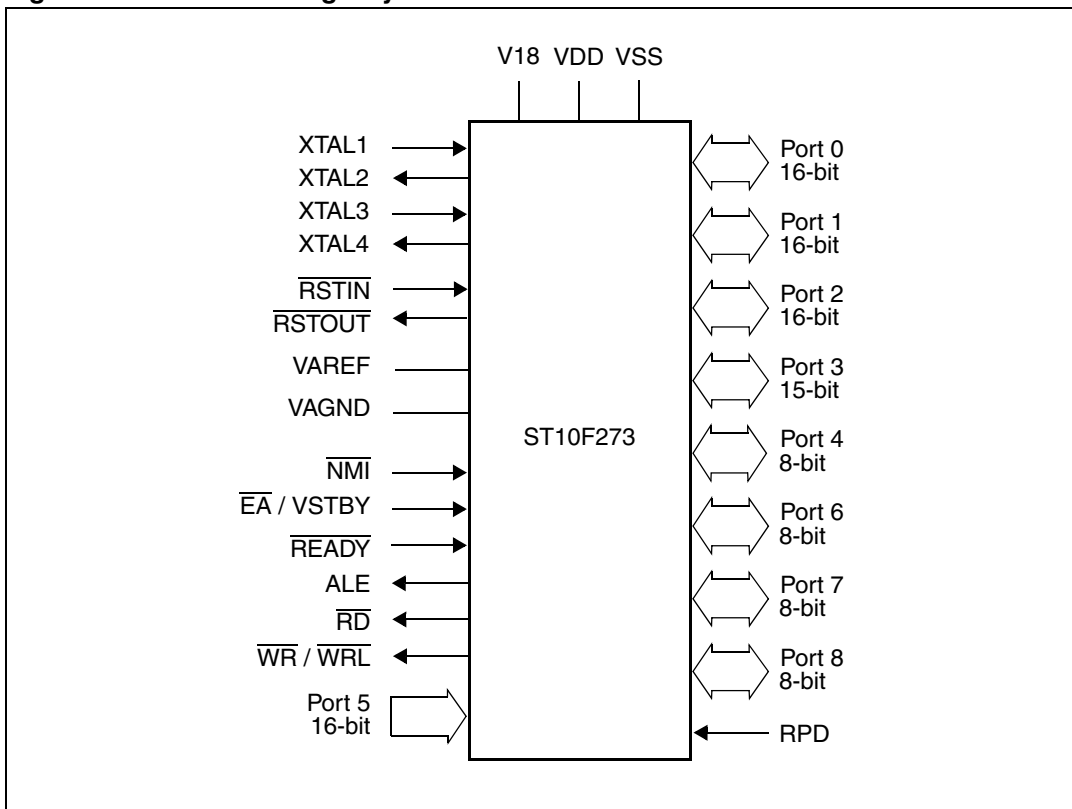 V18 VDD VSS
XTAL1
XTAL2
XTAL3
XTAL4
RSTIN
RSTOUT
VAREF
VAGND
NMI
EA / VSTBY
READY
ALE
RD
WR / WRL
Port 5
16-bit
ST10F273
Port 0
16-bit
Port 1
16-bit
Port 2
16-bit
Port 3
15-bit
Port 4
8-bit
Port 6
8-bit
Port 7
8-bit
Port 8
8-bit
RPD